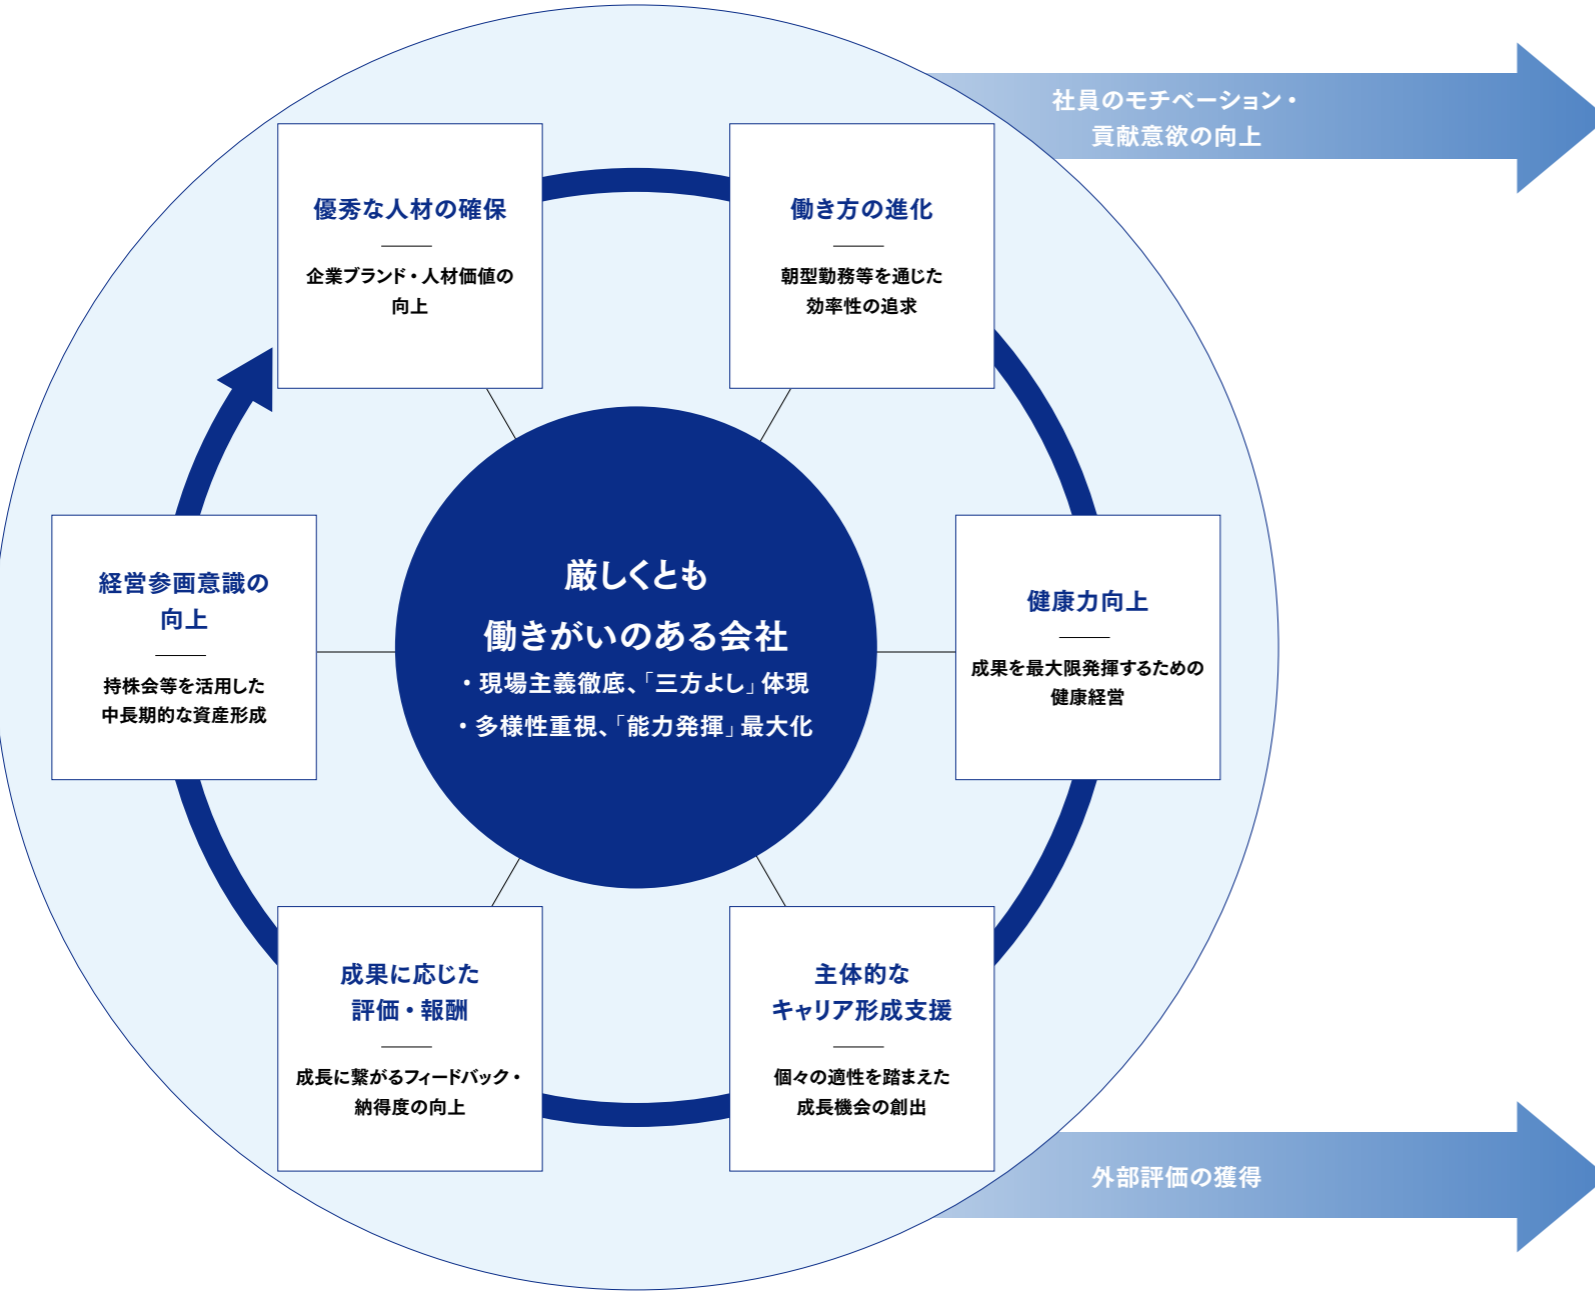 社員のモチベーション・
貢献意欲の向上
優秀な人材の確保
企業ブランド・人材価値の
向上
働き方の進化
朝型勤務等を通じた
効率性の追求
健康力向上
成果を最大限発揮するための
健康経営
主体的な
キャリア形成支援
個々の適性を踏まえた
成長機会の創出
成果に応じた
評価・報酬
成長に繋がるフィードバック・
納得度の向上
経営参画意識の
向上
持株会等を活用した
中長期的な資産形成
厳しくとも
働きがいのある会社
・現場主義徹底、「三方よし」体現
・多様性重視、「能力発揮」最大化
外部評価の獲得